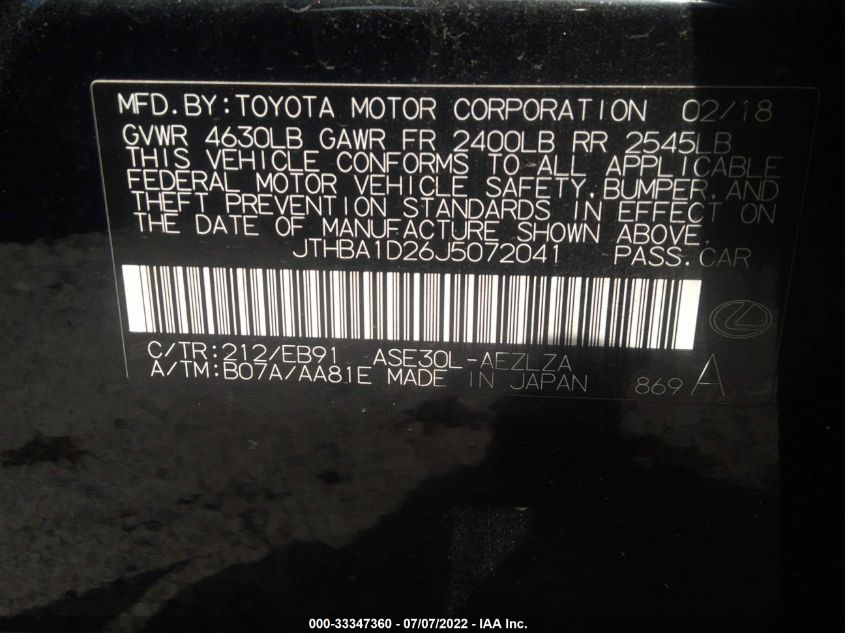 MFD.BY:TOYOTA MOTOR CORPORATION 02/18
GVWR 4630LB GAWR FR 2400LB RR 2545LB
THIS VEHICLE CONFORMS TO ALL APPLICABLE
FEDERAL MOTOR VEHICLE SAFETY,BUMPER,AND
THEFT PREVENTION STANDARDS IN EFFECT ON
THE DATE OF MANUFACTURE SHOWN ABOVE.
JTHBA1D26J5072041 PASS.CAR
C/TR:212/EB91 ASE30L-AEZLZA
A/TM:B07A/AA81E MADE IN JAPAN 869 A
000-33347360 - 07/07/2022 - IAA Inc.